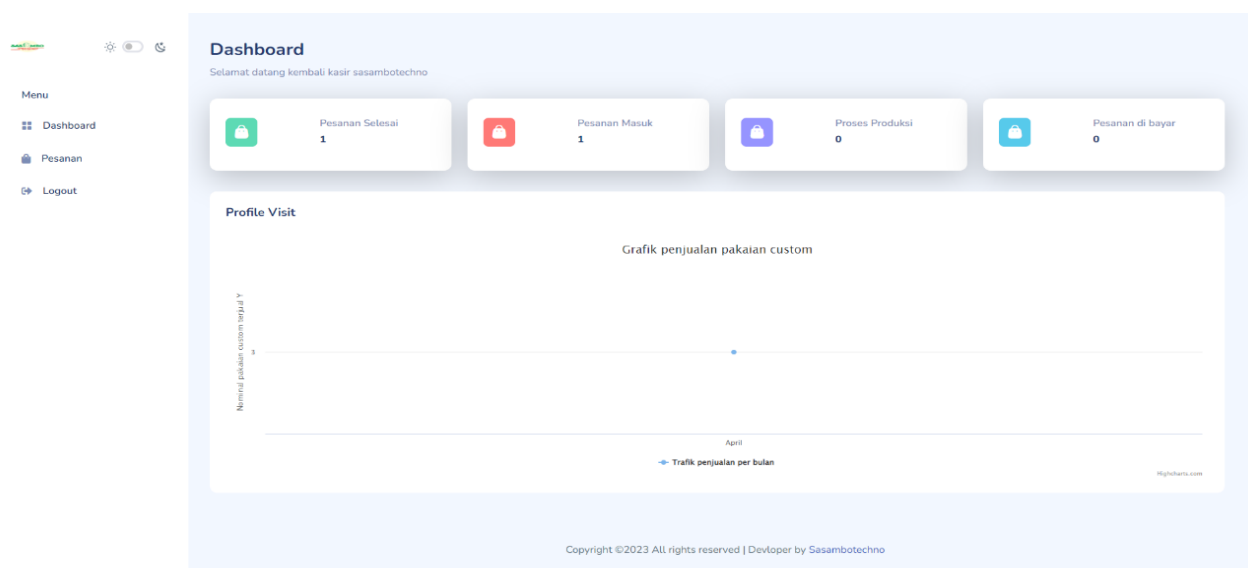 Dashboard
Selamat datang kembali kasir sasambotechno
Menu
Dashboard
Pesanan
Logout
Pesanan Selesai
1
Pesanan Masuk
1
Proses Produksi
0
Pesanan di bayar
0
Profile Visit
Grafik penjualan pakaian custom
Nominal pakaian custom terjual Y
3
April
Trafik penjualan per bulan
Highcharts.com
Copyright ©2023 All rights reserved | Devloper by Sasambotechno